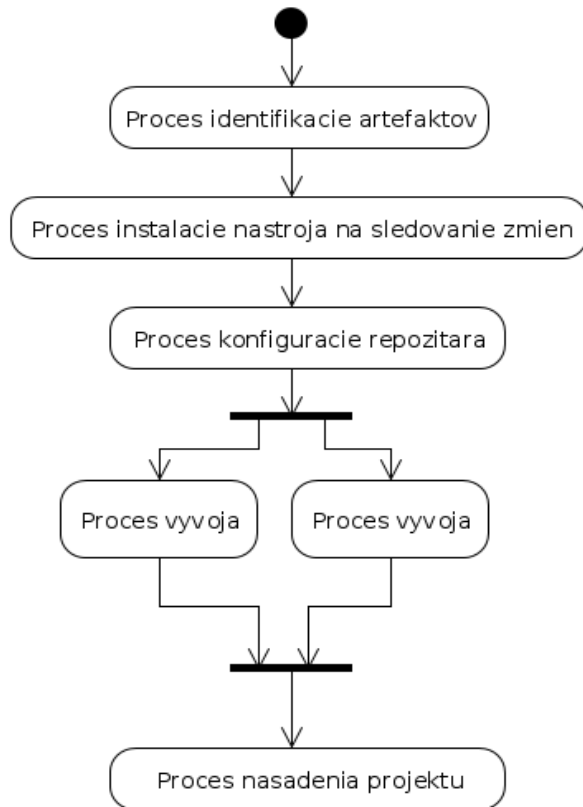 Proces identifikacie artefaktov
Proces instalacie nastroja na sledovanie zmien
Proces konfiguracie repozitara
Proces vyvoja
Proces vyvoja
Proces nasadenia projektu